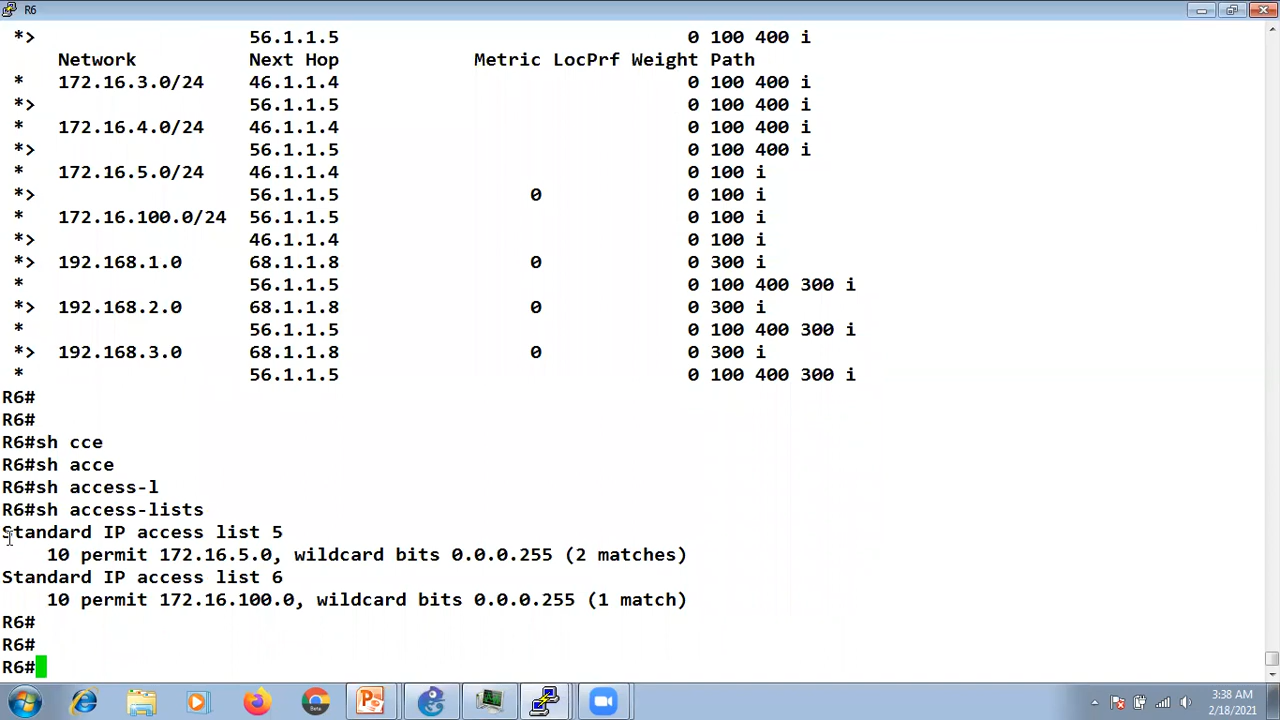 R6
 *>                   56.1.1.5                               0 100 400 i
     Network          Next Hop            Metric LocPrf Weight Path
 *   172.16.3.0/24    46.1.1.4                               0 100 400 i
 *>                   56.1.1.5                               0 100 400 i
 *   172.16.4.0/24    46.1.1.4                               0 100 400 i
 *>                   56.1.1.5                               0 100 400 i
 *   172.16.5.0/24    46.1.1.4                               0 100 i
 *>                   56.1.1.5                 0             0 100 i
 *   172.16.100.0/24  56.1.1.5                               0 100 i
 *>                   46.1.1.4                               0 100 i
 *>  192.168.1.0      68.1.1.8                 0             0 300 i
 *                    56.1.1.5                               0 100 400 300 i
 *>  192.168.2.0      68.1.1.8                 0             0 300 i
 *                    56.1.1.5                               0 100 400 300 i
 *>  192.168.3.0      68.1.1.8                 0             0 300 i
 *                    56.1.1.5                               0 100 400 300 i
R6#
R6#
R6#sh cce
R6#sh acce
R6#sh access-l
R6#sh access-lists
Standard IP access list 5
    10 permit 172.16.5.0, wildcard bits 0.0.0.255 (2 matches)
Standard IP access list 6
    10 permit 172.16.100.0, wildcard bits 0.0.0.255 (1 match)
R6#
R6#
R6#
Beta
3:38 AM
2/18/2021